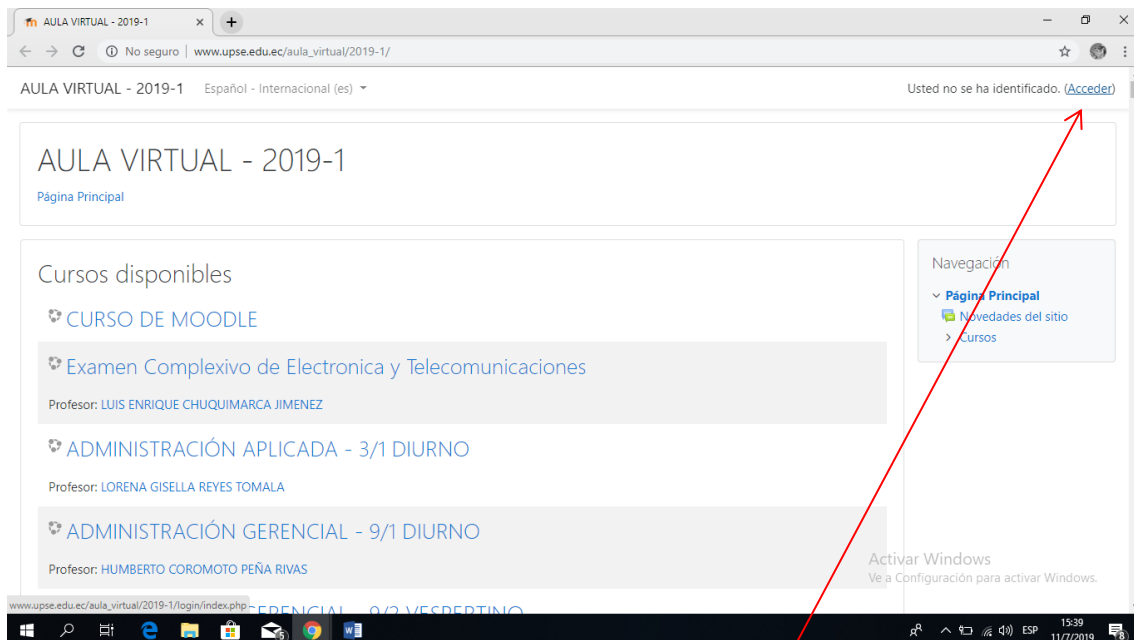 AULA VIRTUAL - 2019-1
No seguro | www.upse.edu.ec/aula_virtual/2019-1/
AULA VIRTUAL - 2019-1 Español - Internacional (es)
Usted no se ha identificado. (Acceder)
AULA VIRTUAL - 2019-1
Página Principal
Cursos disponibles
CURSO DE MOODLE
Examen Complexivo de Electronica y Telecomunicaciones
Profesor: LUIS ENRIQUE CHUQUIMARCA JIMENEZ
ADMINISTRACIÓN APLICADA - 3/1 DIURNO
Profesor: LORENA GISELLA REYES TOMALA
ADMINISTRACIÓN GERENCIAL - 9/1 DIURNO
Profesor: HUMBERTO COROMOTO PEÑA RIVAS
GERENCIAL - 9/2 VESPERTINO
Navegación
Página Principal
Novedades del sitio
Cursos
Activar Windows
Ve a Configuración para activar Windows.
www.upse.edu.ec/aula_virtual/2019-1/login/index.php
ESP
15:39
11/7/2019